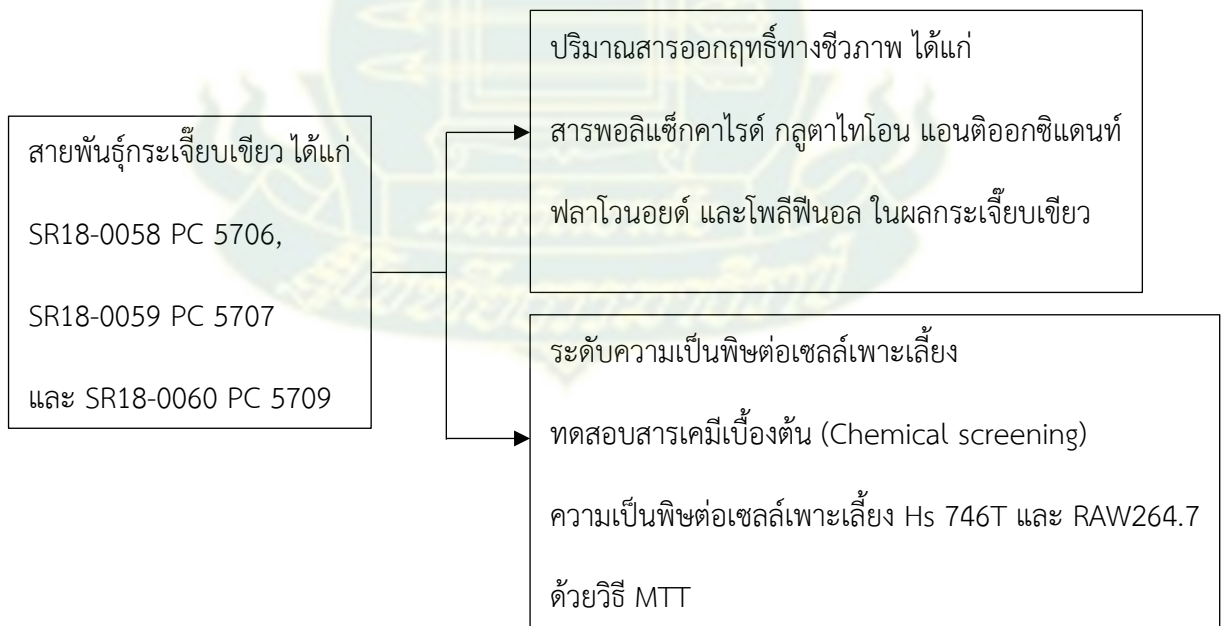 สายพันธุ์กระเจี๊ยบเขียว ได้แก่
SR18-0058 PC 5706,
SR18-0059 PC 5707
และ SR18-0060 PC 5709
ปริมาณสารออกฤทธิ์ทางชีวภาพ ได้แก่
สารพอลิแซ็กคาไรด์ กลูตาไทโอน แอนติออกซิแดนท์
ฟลาโวนอยด์ และโพลีฟีนอล ในผลกระเจี๊ยบเขียว
ระดับความเป็นพิษต่อเซลล์เพาะเลี้ยง
ทดสอบสารเคมีเบื้องต้น (Chemical screening)
ความเป็นพิษต่อเซลล์เพาะเลี้ยง Hs 746T และ RAW264.7
ด้วยวิธี MTT